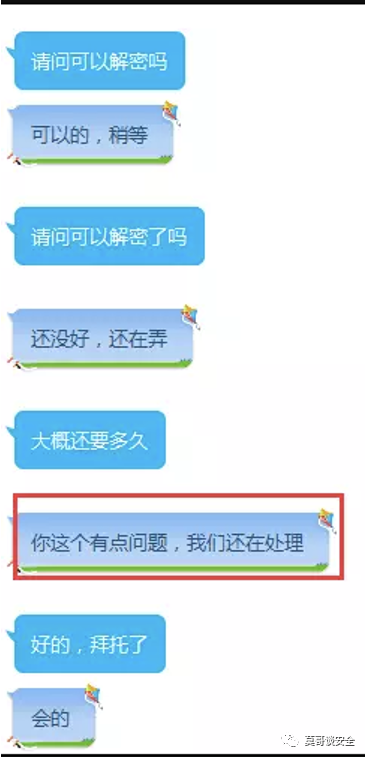 请问可以解密吗
可以的，稍等
请问可以解密了吗
还没好，还在弄
大概还要多久
你这个有点问题，我们还在处理
好的，拜托了
会的
莫哥谈安全